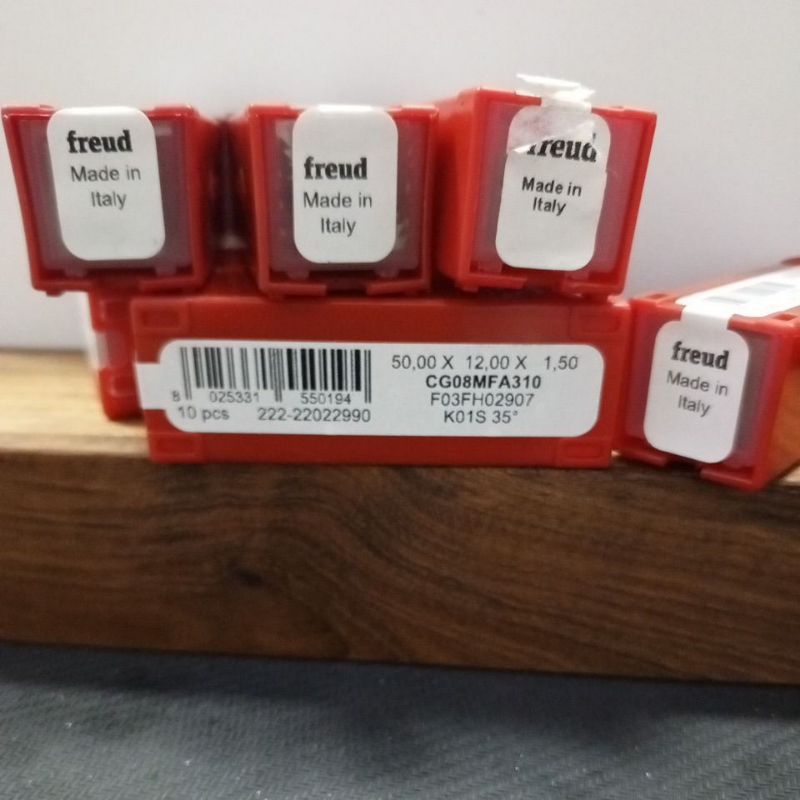 freud
Made in
Italy
freud
Made in
Italy
freud
Made in
Italy
8 025331 550194
10 pcs 222-22022990
50,00 X 12,00 X 1,50
CG08MFA310
F03FH02907
K01S 35°
freud
Made in
Italy